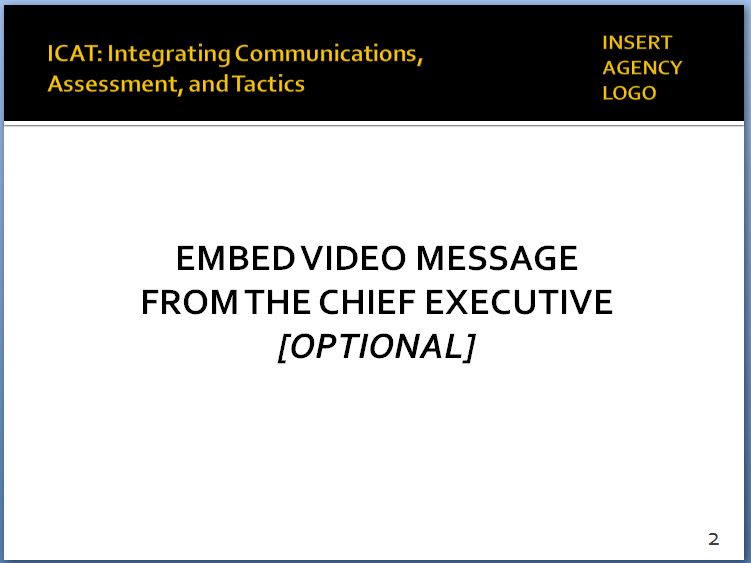 ICAT: Integrating Communications,
Assessment, and Tactics
INSERT
AGENCY
LOGO
EMBED VIDEO MESSAGE
FROM THE CHIEF EXECUTIVE
[OPTIONAL]
2